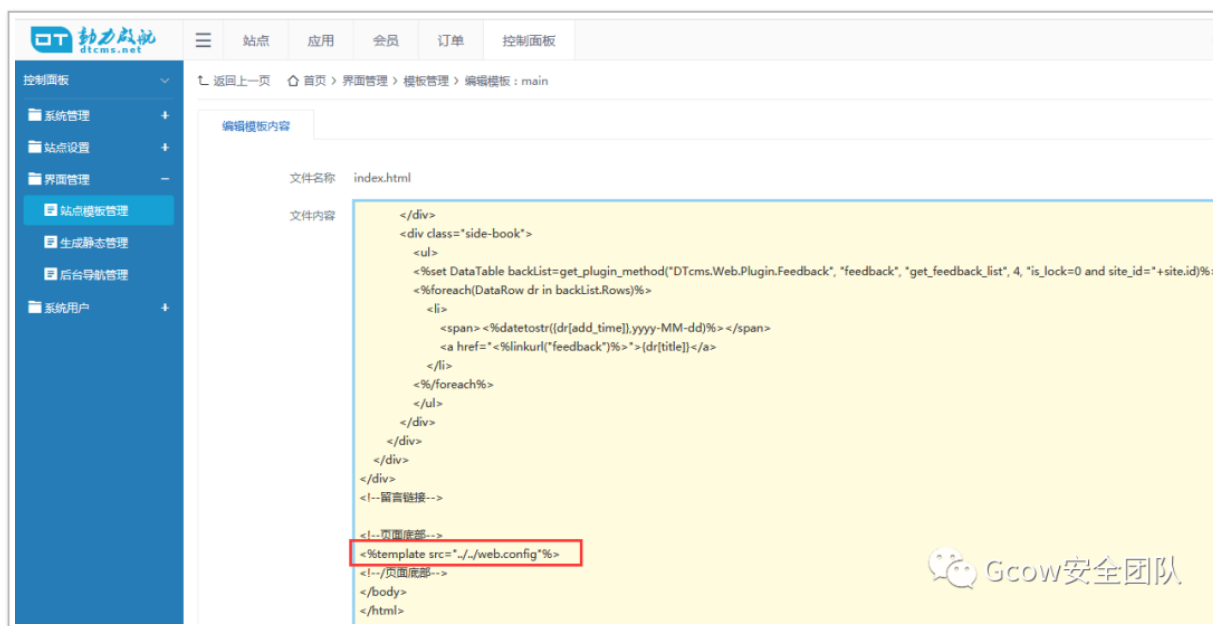 DT 动力启航
dtcms.net
站点 应用 会员 订单 控制面板
控制面板
返回上一页 首页 > 界面管理 > 模板管理 > 编辑模板：main
系统管理 +
站点设置 +
界面管理 −
站点模板管理
生成静态管理
后台导航管理
系统用户 +
编辑模板内容
文件名称 index.html
文件内容
</div>
<div class="side-book">
<ul>
<%set DataTable backList=get_plugin_method("DTcms.Web.Plugin.Feedback", "feedback", "get_feedback_list", 4, "is_lock=0 and site_id="+site.id)%>
<%foreach(DataRow dr in backList.Rows)%>
<li>
<span><%datetostr({dr[add_time]},yyyy-MM-dd)%></span>
<a href="<%linkurl("feedback")%>">{dr[title]}</a>
</li>
<%/foreach%>
</ul>
</div>
</div>
</div>
</div>
<!--留言链接-->
<!--页面底部-->
<%template src="../../web.config"%>
<!--/页面底部-->
</body>
</html>
Gcow安全团队